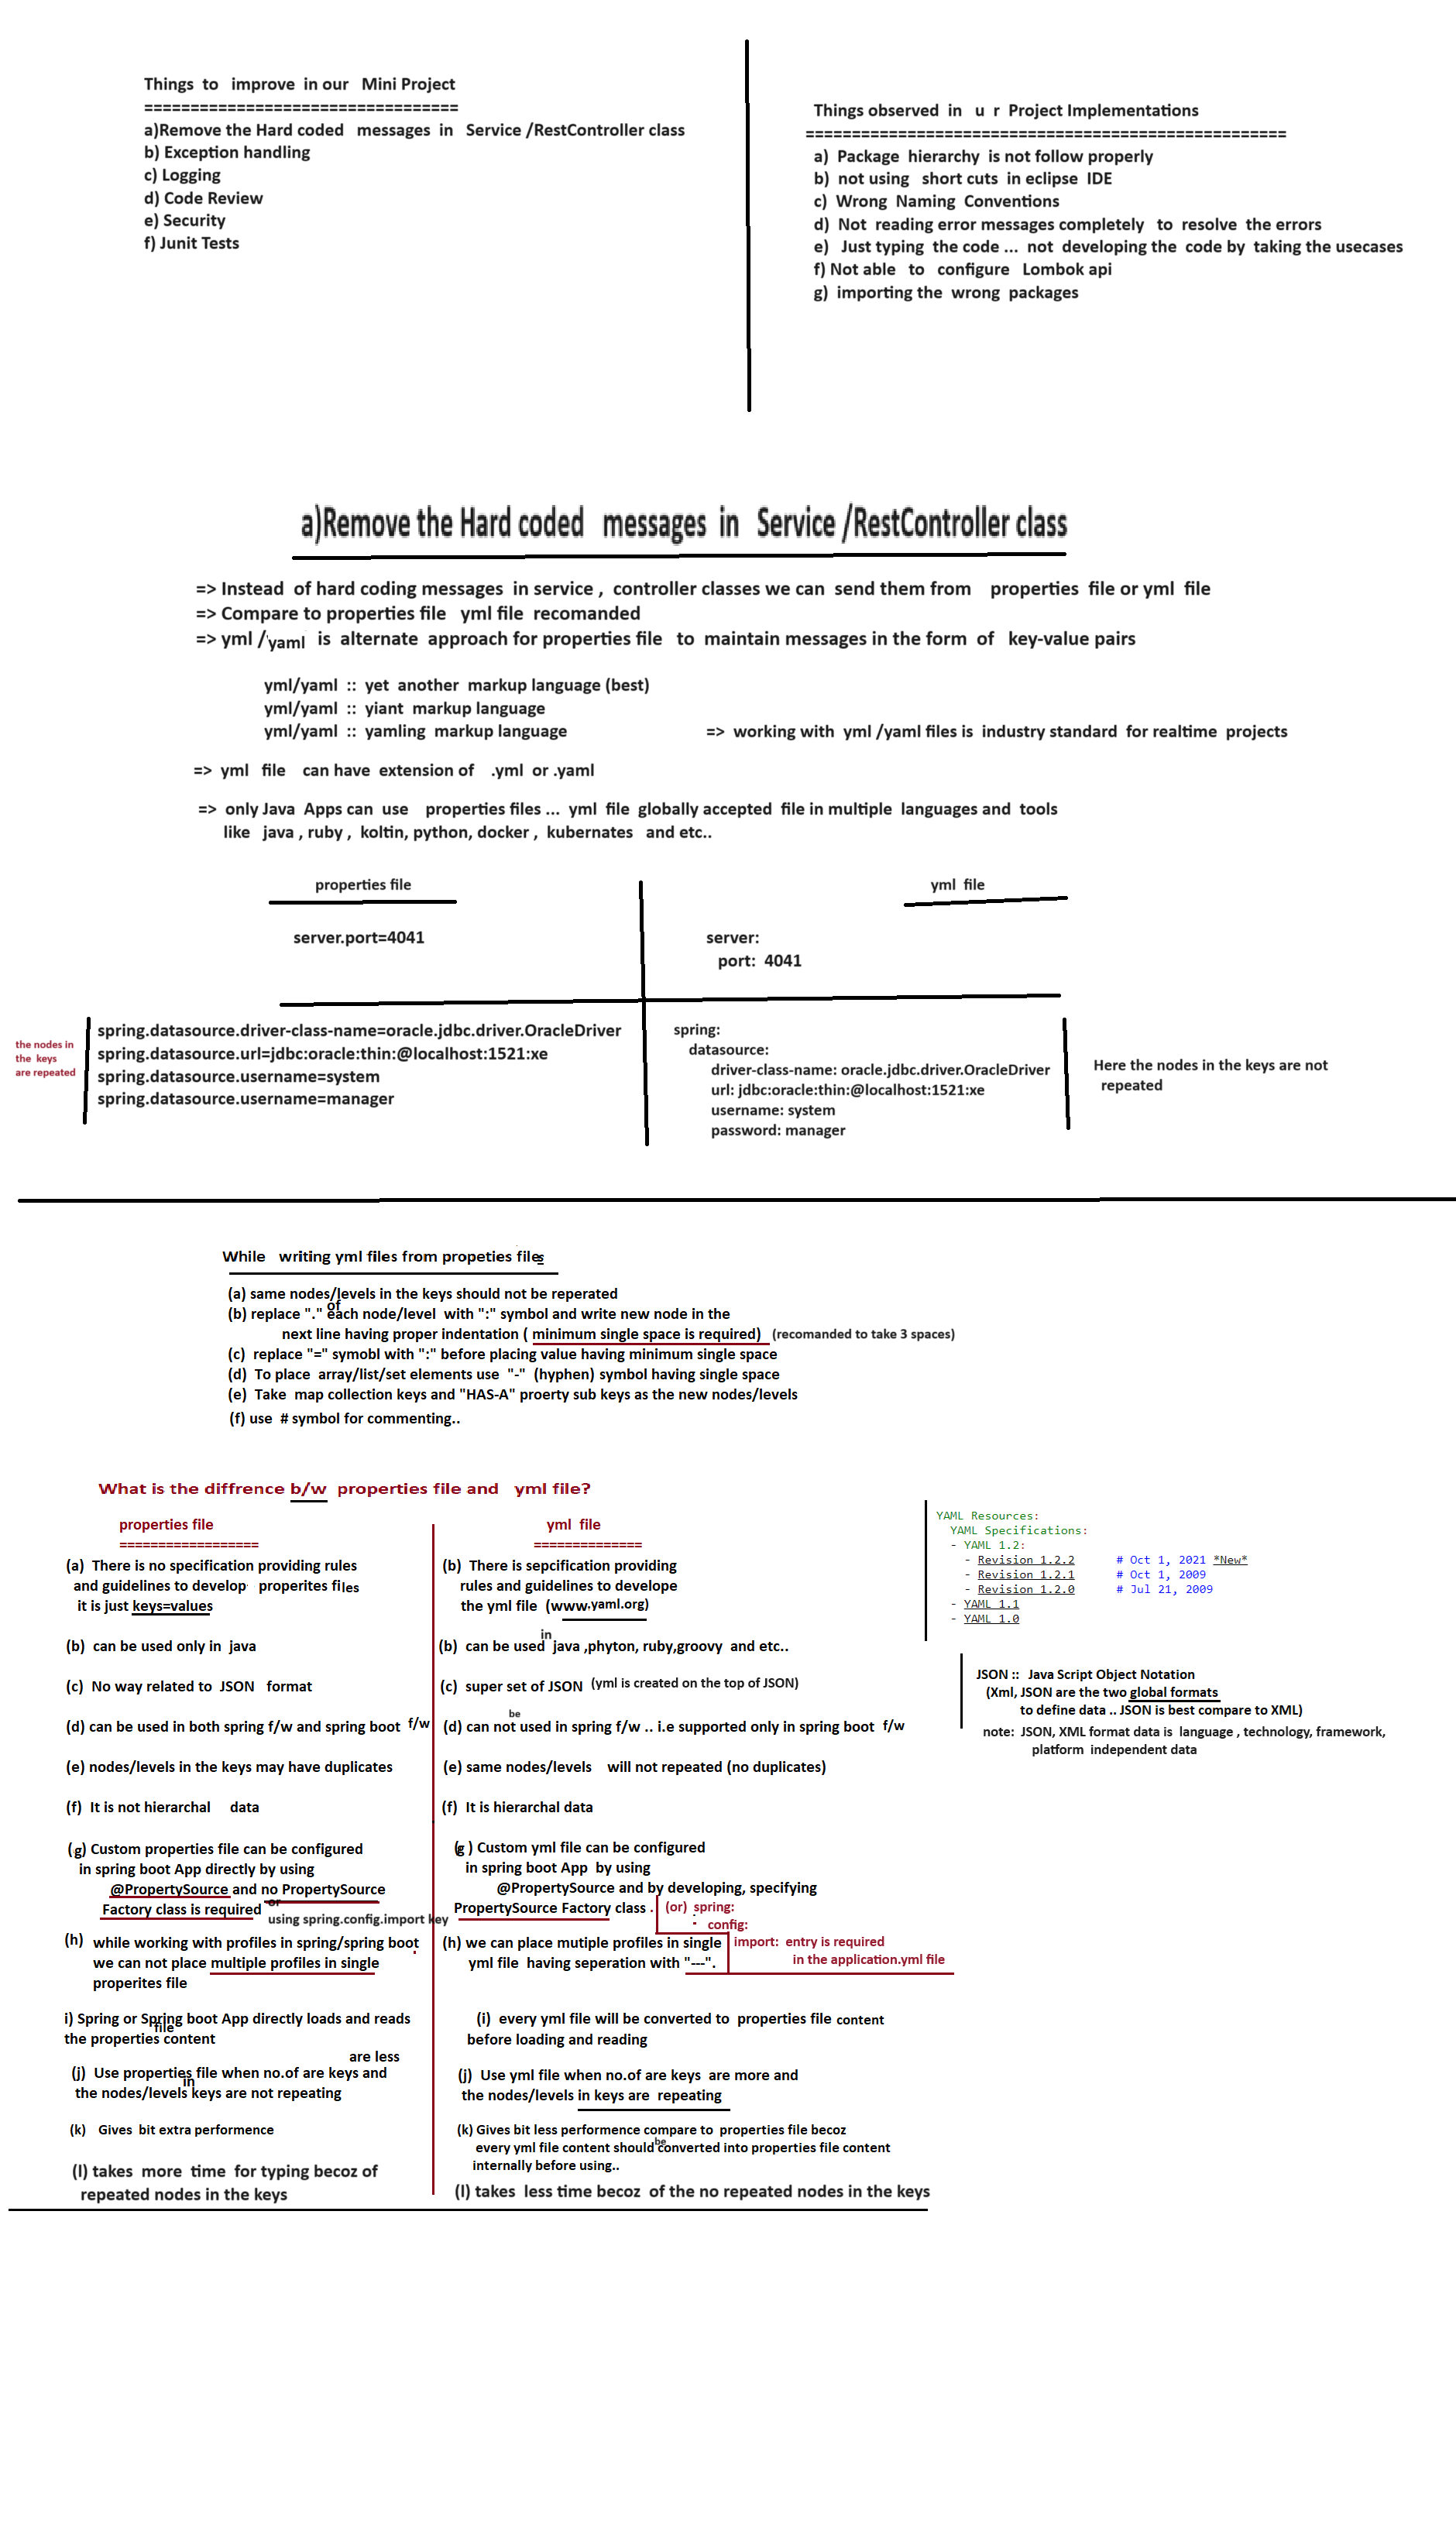 Things to improve in our Mini Project
==================================
a)Remove the Hard coded messages in Service /RestController class
b) Exception handling
c) Logging
d) Code Review
e) Security
f) Junit Tests
Things observed in u r Project Implementations
====================================================
a) Package hierarchy is not follow properly
b) not using short cuts in eclipse IDE
c) Wrong Naming Conventions
d) Not reading error messages completely to resolve the errors
e) Just typing the code ... not developing the code by taking the usecases
f) Not able to configure Lombok api
g) importing the wrong packages
a)Remove the Hard coded messages in Service /RestController class
=> Instead of hard coding messages in service , controller classes we can send them from properties file or yml file
=> Compare to properties file yml file recomanded
=> yml /yaml is alternate approach for properties file to maintain messages in the form of key-value pairs
yml/yaml :: yet another markup language (best)
yml/yaml :: yiant markup language
yml/yaml :: yamling markup language
=> working with yml /yaml files is industry standard for realtime projects
=> yml file can have extension of .yml or .yaml
=> only Java Apps can use properties files ... yml file globally accepted file in multiple languages and tools
like java , ruby , koltin, python, docker , kubernates and etc..
properties file
yml file
server.port=4041
server:
port: 4041
the nodes in
the keys
are repeated
spring.datasource.driver-class-name=oracle.jdbc.driver.OracleDriver
spring.datasource.url=jdbc:oracle:thin:@localhost:1521:xe
spring.datasource.username=system
spring.datasource.username=manager
spring:
datasource:
driver-class-name: oracle.jdbc.driver.OracleDriver
url: jdbc:oracle:thin:@localhost:1521:xe
username: system
password: manager
Here the nodes in the keys are not
repeated
While writing yml files from propeties files
(a) same nodes/levels in the keys should not be reperated
(b) replace "." of each node/level with ":" symbol and write new node in the
next line having proper indentation ( minimum single space is required) (recomanded to take 3 spaces)
(c) replace "=" symobl with ":" before placing value having minimum single space
(d) To place array/list/set elements use "-" (hyphen) symbol having single space
(e) Take map collection keys and "HAS-A" proerty sub keys as the new nodes/levels
(f) use # symbol for commenting..
What is the diffrence b/w properties file and yml file?
properties file
==================
(a) There is no specification providing rules
and guidelines to develop properites files
it is just keys=values
(b) can be used only in java
(c) No way related to JSON format
(d) can be used in both spring f/w and spring boot f/w
(e) nodes/levels in the keys may have duplicates
(f) It is not hierarchal data
(g) Custom properties file can be configured
in spring boot App directly by using
@PropertySource and no PropertySource
Factory class is required or
using spring.config.import key
(h) while working with profiles in spring/spring boot
we can not place multiple profiles in single
properites file
i) Spring or Spring boot App directly loads and reads
the properties file content
are less
(j) Use properties file when no.of are keys and
the nodes/levels in keys are not repeating
(k) Gives bit extra performence
(l) takes more time for typing becoz of
repeated nodes in the keys
yml file
==============
(b) There is sepcification providing
rules and guidelines to develope
the yml file (www.yaml.org)
(b) can be used in java ,phyton, ruby,groovy and etc..
(c) super set of JSON (yml is created on the top of JSON)
(d) can not be used in spring f/w .. i.e supported only in spring boot f/w
(e) same nodes/levels will not repeated (no duplicates)
(f) It is hierarchal data
(g ) Custom yml file can be configured
in spring boot App by using
@PropertySource and by developing, specifying
PropertySource Factory class .
(or) spring:
config:
import: entry is required
in the application.yml file
(h) we can place mutiple profiles in single
yml file having seperation with "---".
(i) every yml file will be converted to properties file content
before loading and reading
(j) Use yml file when no.of are keys are more and
the nodes/levels in keys are repeating
(k) Gives bit less performence compare to properties file becoz
every yml file content should be converted into properties file content
internally before using..
(l) takes less time becoz of the no repeated nodes in the keys
YAML Resources:
YAML Specifications:
- YAML 1.2:
- Revision 1.2.2 # Oct 1, 2021 *New*
- Revision 1.2.1 # Oct 1, 2009
- Revision 1.2.0 # Jul 21, 2009
- YAML 1.1
- YAML 1.0
JSON :: Java Script Object Notation
(Xml, JSON are the two global formats
to define data .. JSON is best compare to XML)
note: JSON, XML format data is language , technology, framework,
platform independent data